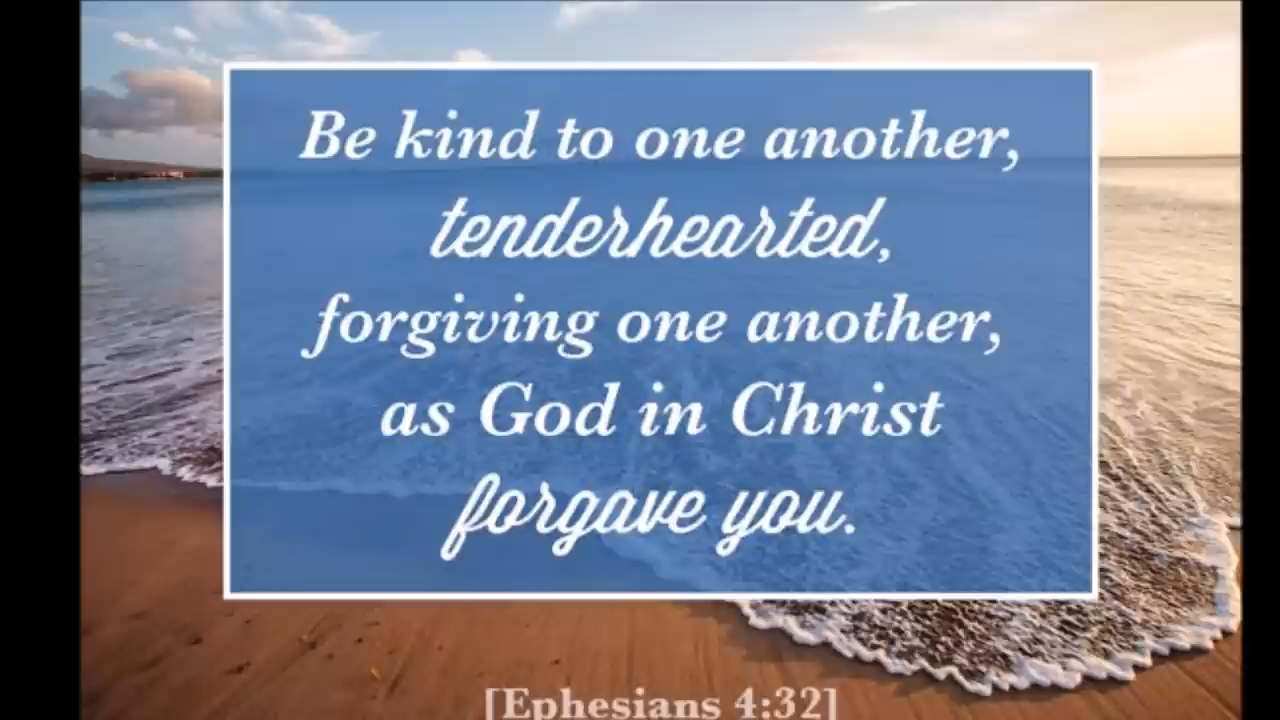 Be kind to one another,
tenderhearted,
forgiving one another,
as God in Christ
forgave you.
[Ephesians 4:32]